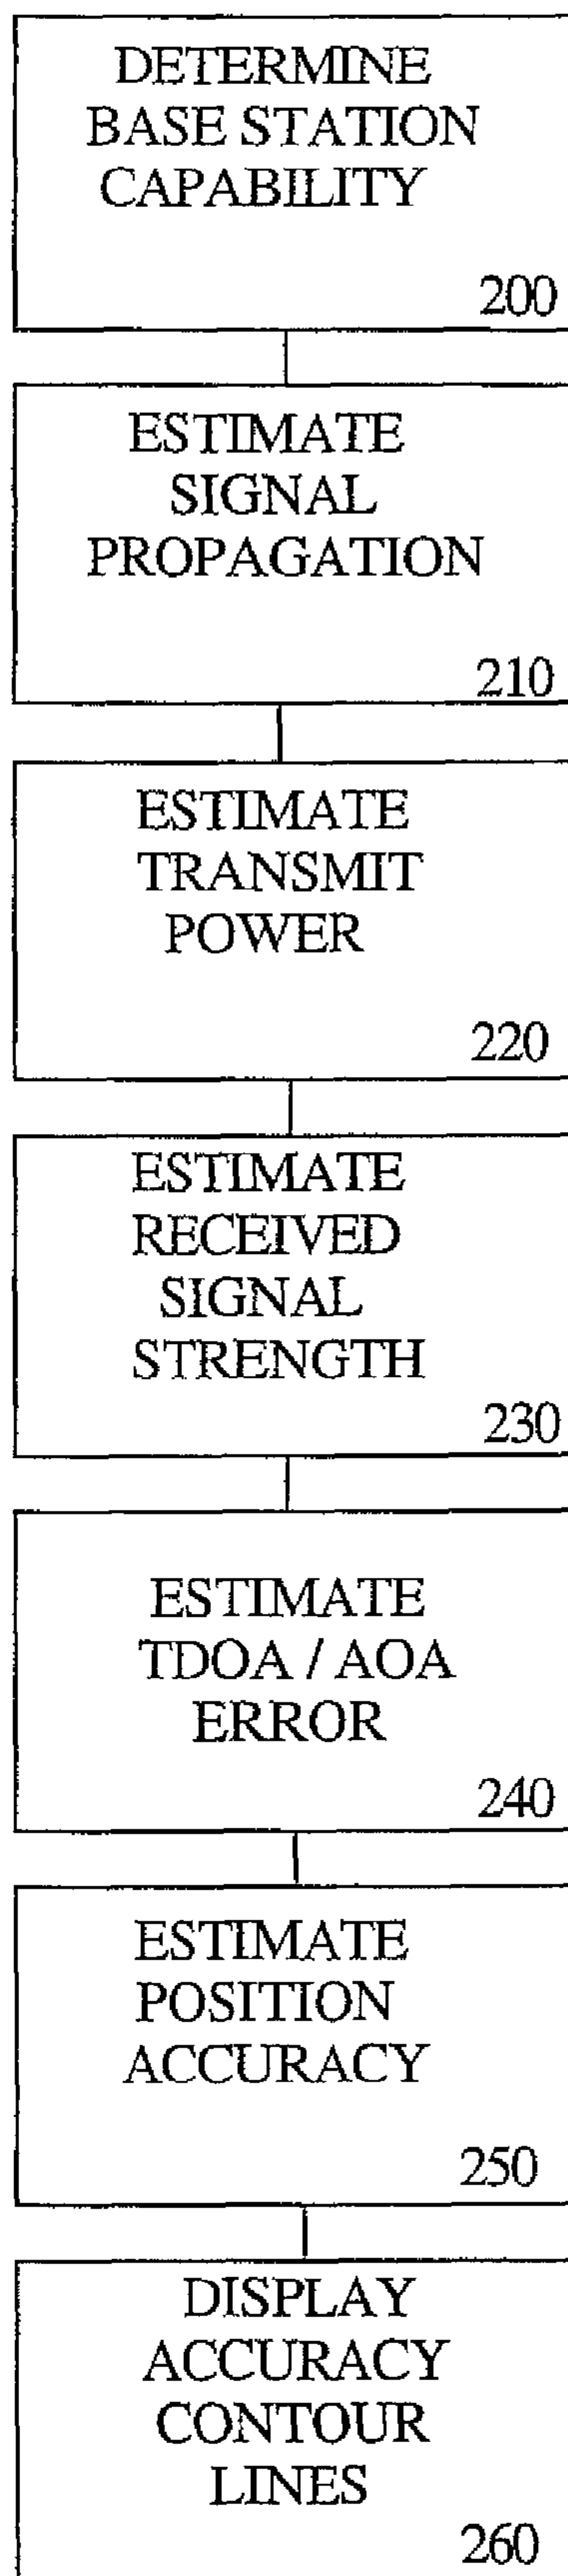 DETERMINE
BASE STATION
CAPABILITY
200
ESTIMATE
SIGNAL
PROPAGATION
210
ESTIMATE
TRANSMIT
POWER
220
ESTIMATE
RECEIVED
SIGNAL
STRENGTH
230
ESTIMATE
TDOA / AOA
ERROR
240
ESTIMATE
POSITION
ACCURACY
250
DISPLAY
ACCURACY
CONTOUR
LINES
260